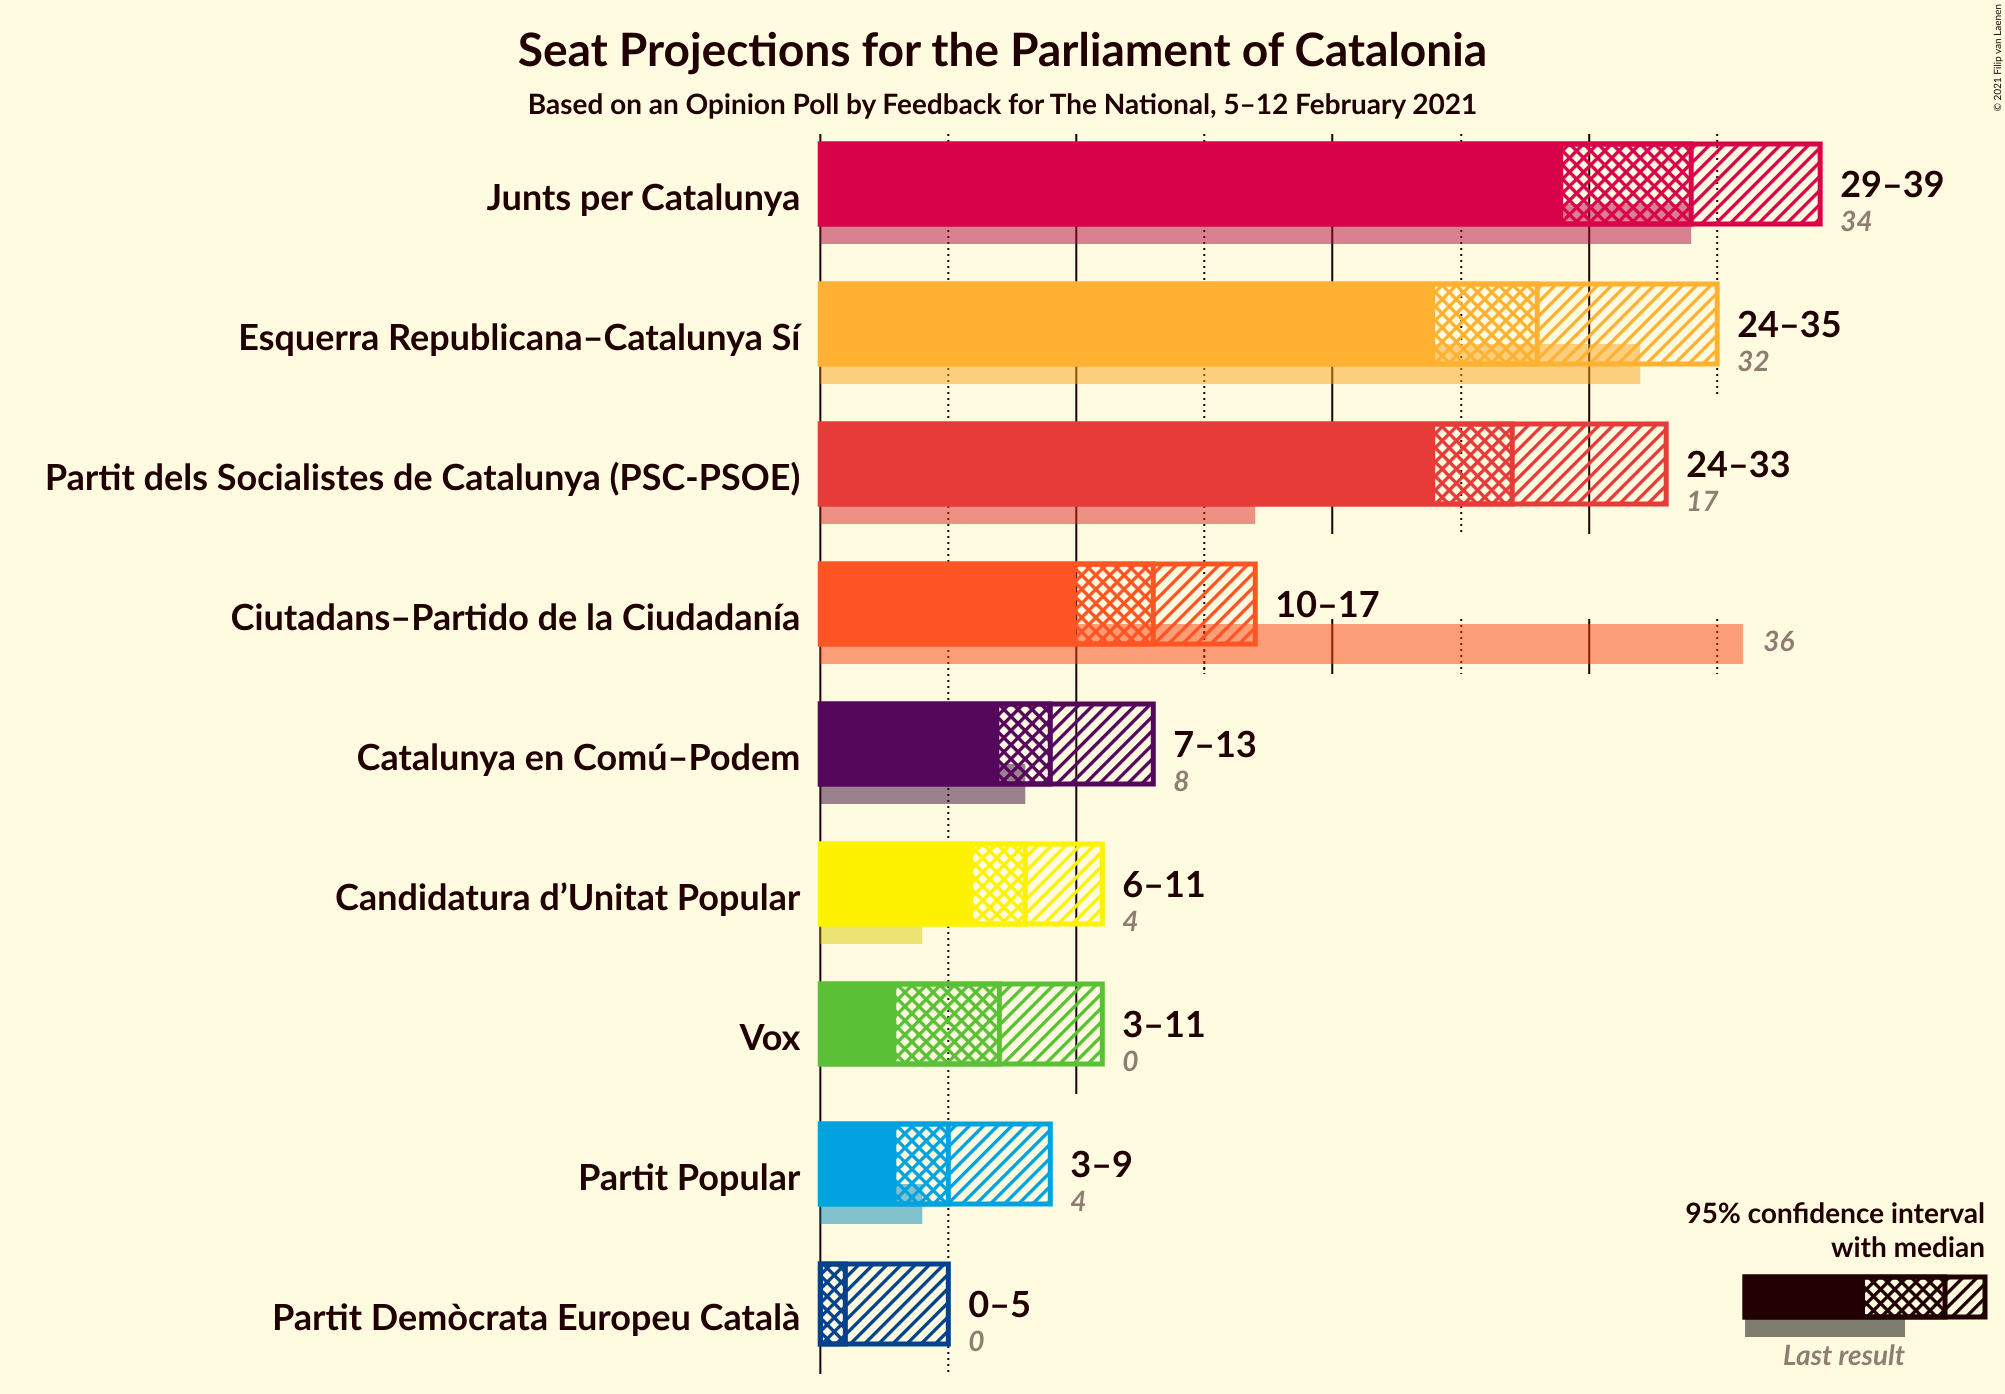 Seat Projections for the Parliament of Catalonia
Based on an Opinion Poll by Feedback for The National, 5–12 February 2021
© 2021 Filip van Laenen
Junts per Catalunya
29–39
34
Esquerra Republicana–Catalunya Sí
24–35
32
Partit dels Socialistes de Catalunya (PSC-PSOE)
24–33
17
Ciutadans–Partido de la Ciudadanía
10–17
36
Catalunya en Comú–Podem
7–13
8
Candidatura d’Unitat Popular
6–11
4
Vox
3–11
0
Partit Popular
3–9
4
Partit Demòcrata Europeu Català
0–5
0
95% confidence interval
with median
Last result